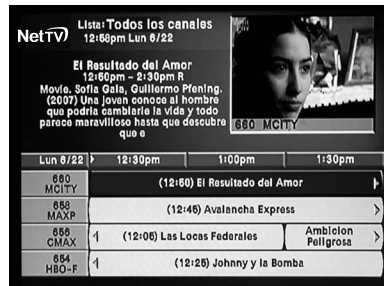 NetTV
Lista: Todos los canales
12:58pm Lun 6/22
El Resultado del Amor
12:50pm - 2:30pm R
Movie. Sofia Gala, Guillermo Pfening.
(2007) Una joven conoce al hombre
que podria cambiarle la vida y todo
parece maravilloso hasta que descubre
que e
660 MCITY
Lun 6/22 12:30pm 1:00pm 1:30pm
660 MCITY (12:50) El Resultado del Amor
658 MAXP (12:45) Avalancha Express
656 CMAX (12:05) Las Locas Federales Ambicion Peligrosa
654 HBO-F (12:25) Johnny y la Bomba